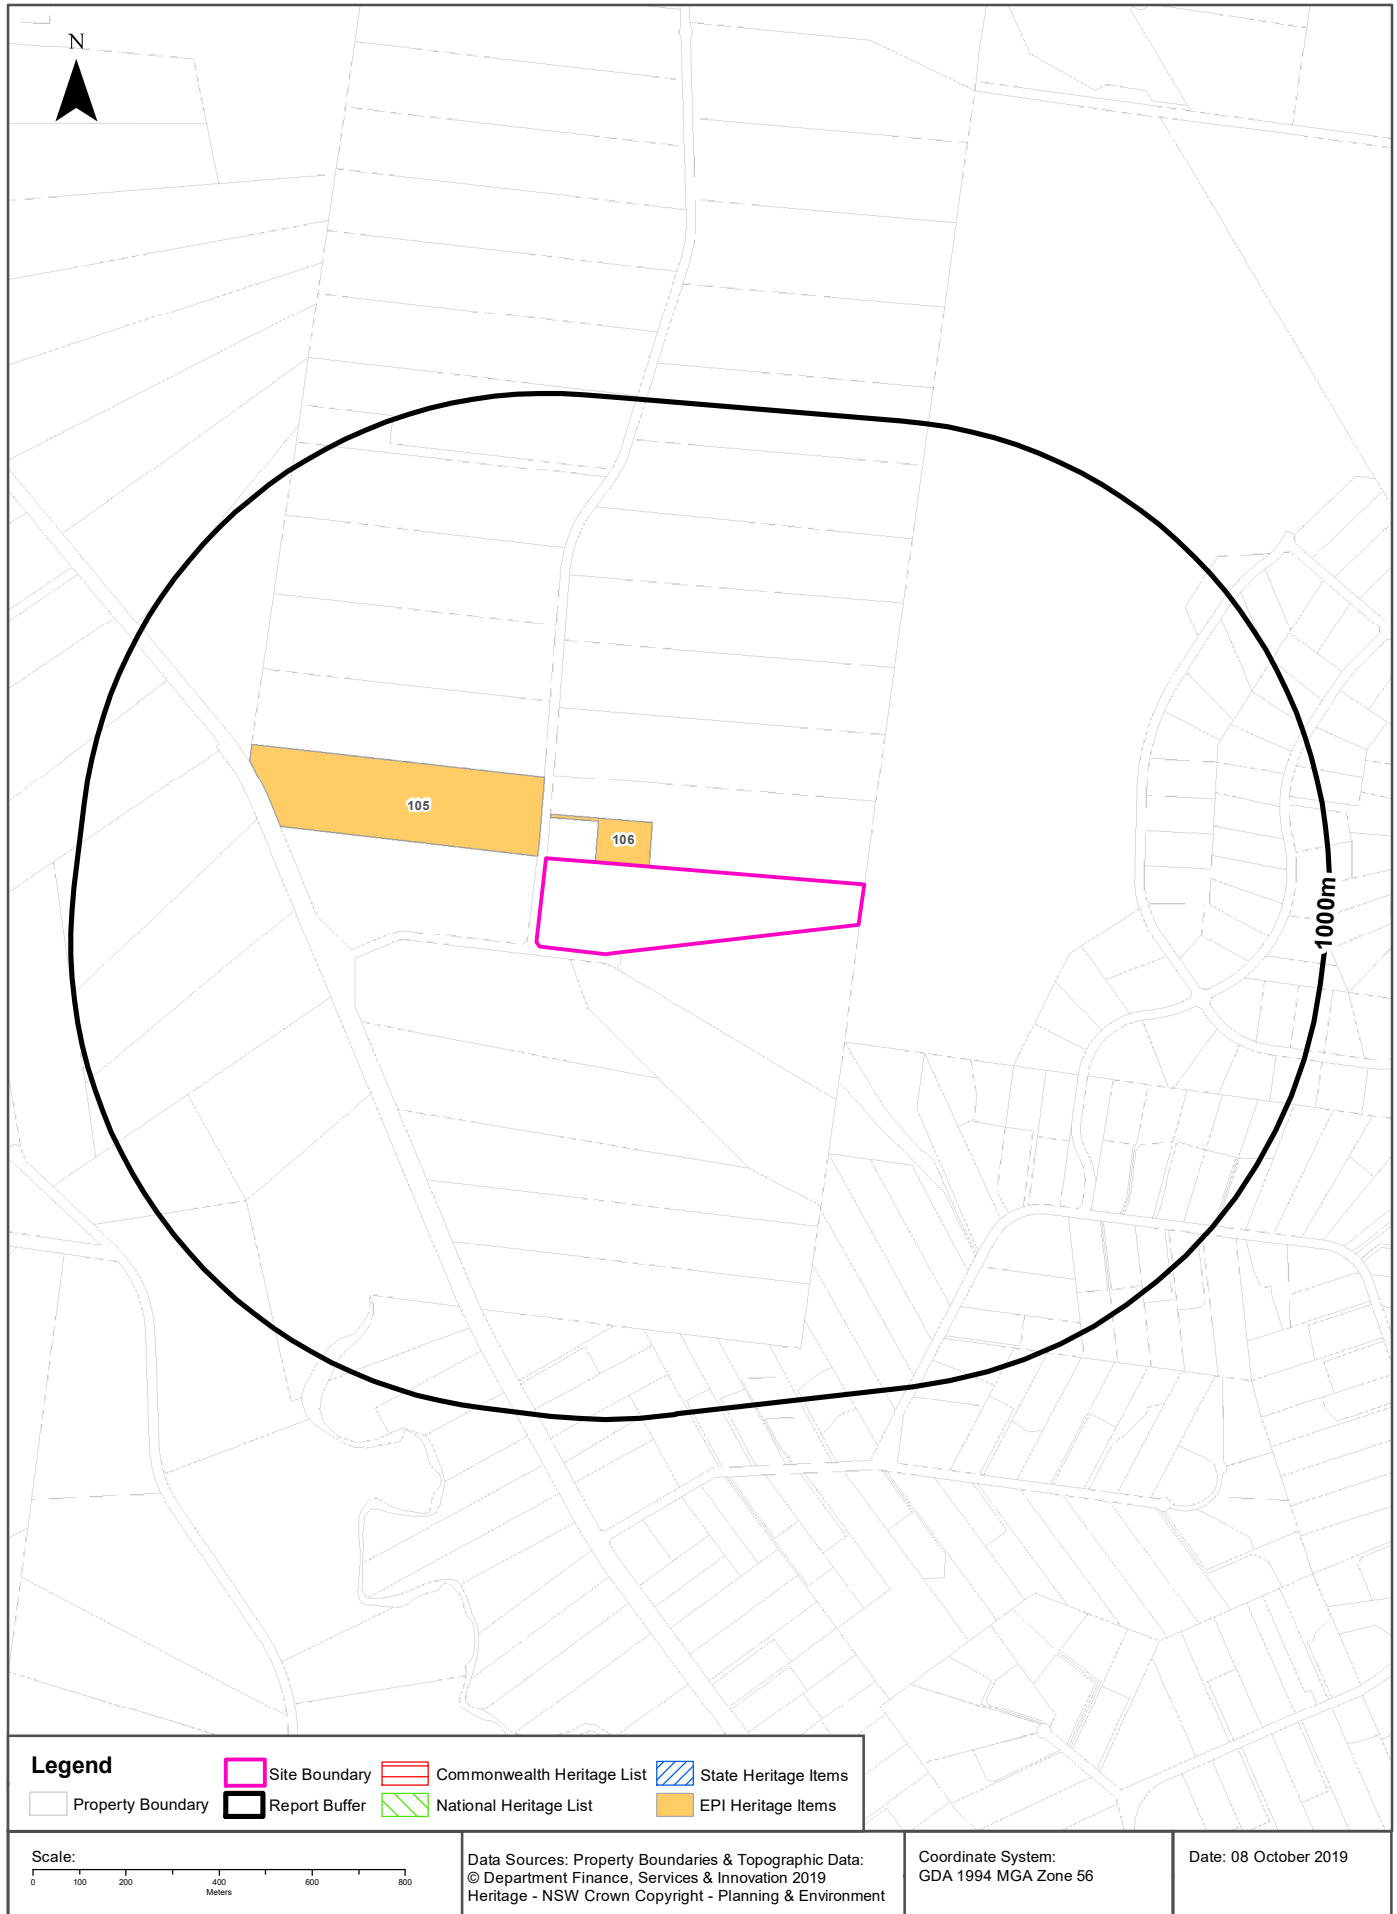 N
105
106
1000m
Legend
Property Boundary
Site Boundary
Report Buffer
Commonwealth Heritage List
National Heritage List
State Heritage Items
EPI Heritage Items
Scale:
0 100 200 400 600 800
Meters
Data Sources: Property Boundaries & Topographic Data:
© Department Finance, Services & Innovation 2019
Heritage - NSW Crown Copyright - Planning & Environment
Coordinate System:
GDA 1994 MGA Zone 56
Date: 08 October 2019